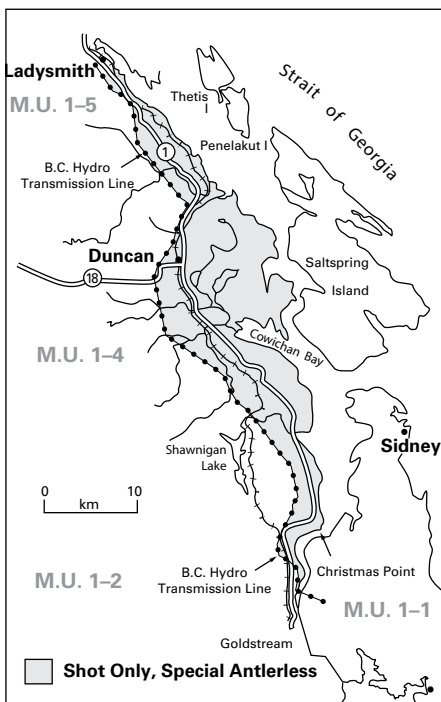 Ladysmith
M.U. 1–5
Thetis
I
Strait of Georgia
1
Penelakut I
B.C. Hydro
Transmission Line
Duncan
18
Saltspring
Island
Cowichan Bay
M.U. 1–4
Sidney
Shawnigan
Lake
0 10
km
M.U. 1–2
B.C. Hydro
Transmission Line
Christmas Point
M.U. 1–1
Goldstream
Shot Only, Special Antlerless